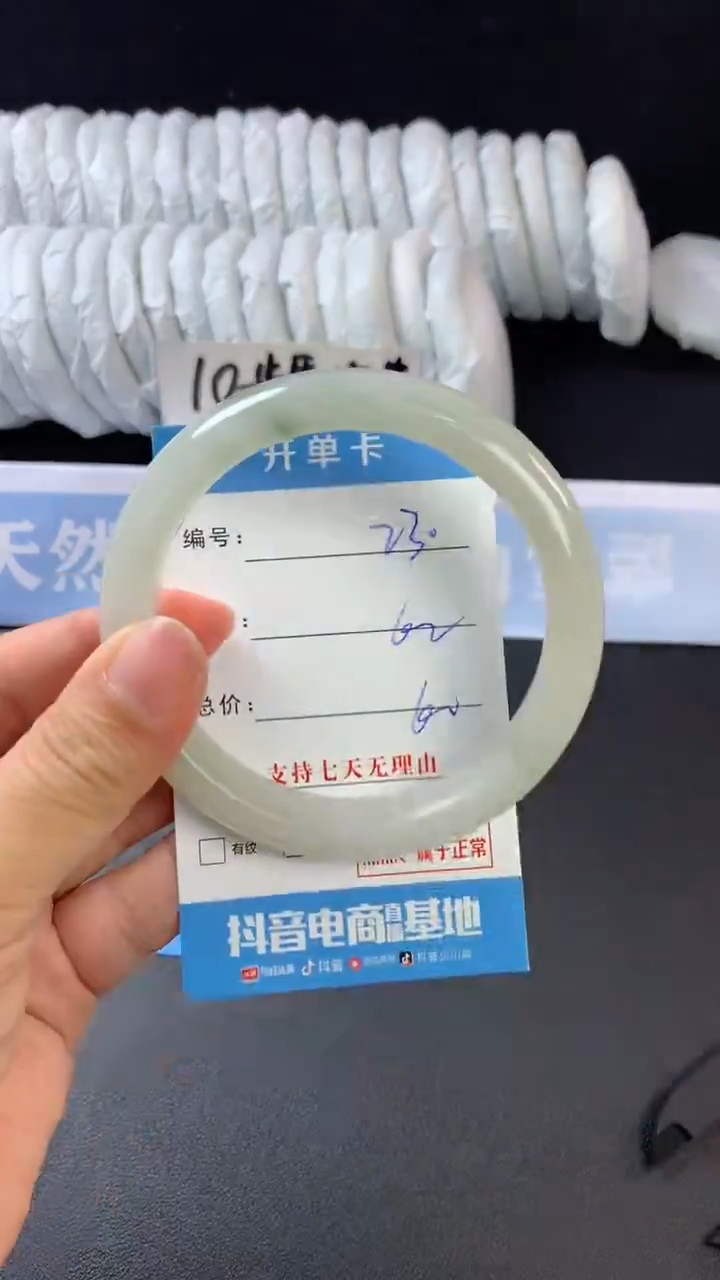 10
天然
开单卡
编号: 230
: 600
总价: 600
支持七天无理由
有纹
属于正常
抖音电商直播基地
抖音